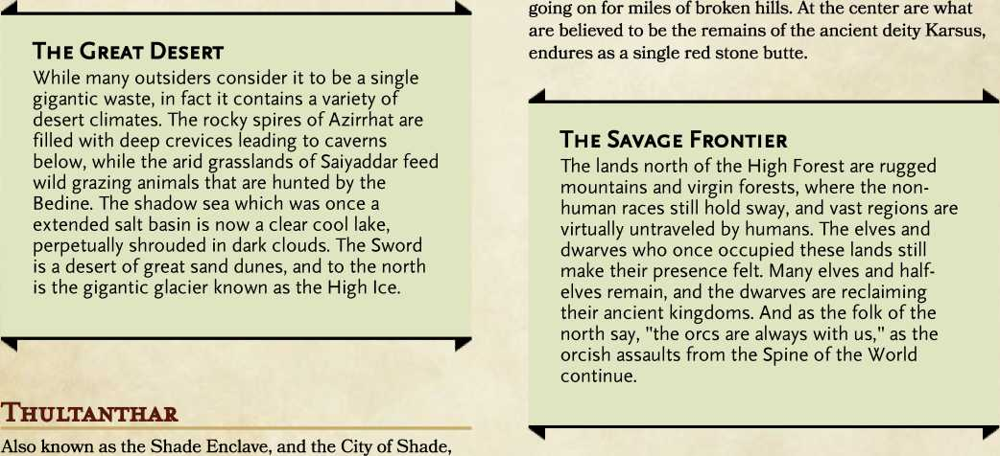 The Great Desert
While many outsiders consider it to be a single
gigantic waste, in fact it contains a variety of
desert climates. The rocky spires of Azirrhat are
filled with deep crevices leading to caverns
below, while the arid grasslands of Saiyaddar feed
wild grazing animals that are hunted by the
Bedine. The shadow sea which was once a
extended salt basin is now a clear cool lake,
perpetually shrouded in dark clouds. The Sword
is a desert of great sand dunes, and to the north
is the gigantic glacier known as the High Ice.
Thultanthar
Also known as the Shade Enclave, and the City of Shade,
going on for miles of broken hills. At the center are what
are believed to be the remains of the ancient deity Karsus,
endures as a single red stone butte.
The Savage Frontier
The lands north of the High Forest are rugged
mountains and virgin forests, where the non-
human races still hold sway, and vast regions are
virtually untraveled by humans. The elves and
dwarves who once occupied these lands still
make their presence felt. Many elves and half-
elves remain, and the dwarves are reclaiming
their ancient kingdoms. And as the folk of the
north say, "the orcs are always with us," as the
orcish assaults from the Spine of the World
continue.